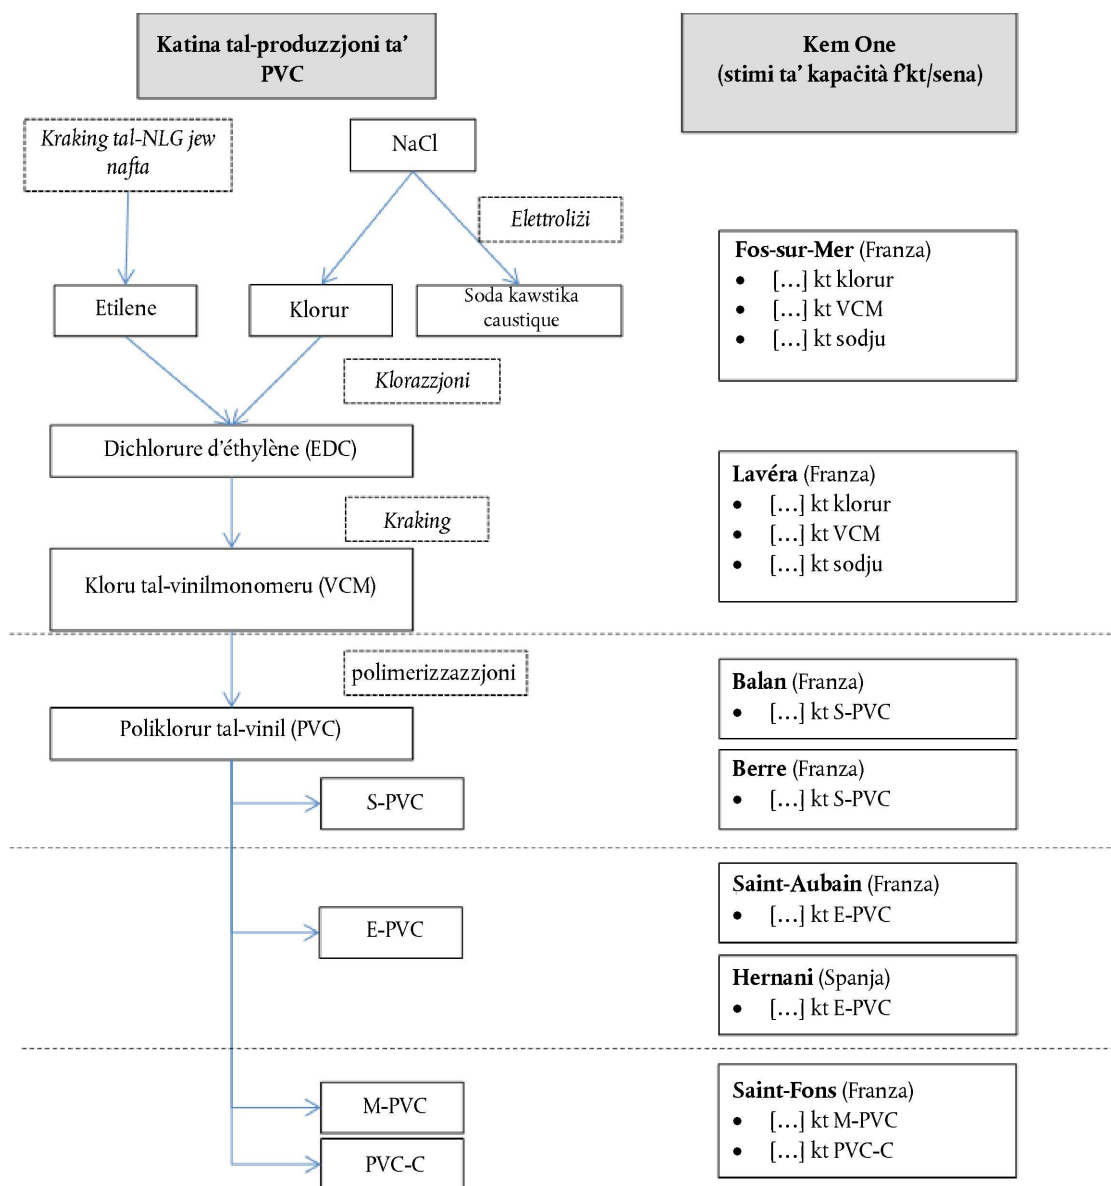 Katina tal-produzzjoni ta’
PVC
Kraking tal-NLG jew
nafta
NaCl
Elettroliżi
Etilene
Klorur
Soda kawstika
caustique
Klorazzjoni
Dichlorure d’éthylène (EDC)
Kraking
Kloru tal-vinilmonomeru (VCM)
polimerizzazzjoni
Poliklorur tal-vinil (PVC)
S-PVC
E-PVC
M-PVC
PVC-C
Kem One
(stimi ta’ kapaċità f’kt/sena)
Fos-sur-Mer (Franza)
• […] kt klorur
• […] kt VCM
• […] kt sodju
Lavéra (Franza)
• […] kt klorur
• […] kt VCM
• […] kt sodju
Balan (Franza)
• […] kt S-PVC
Berre (Franza)
• […] kt S-PVC
Saint-Aubain (Franza)
• […] kt E-PVC
Hernani (Spanja)
• […] kt E-PVC
Saint-Fons (Franza)
• […] kt M-PVC
• […] kt PVC-C